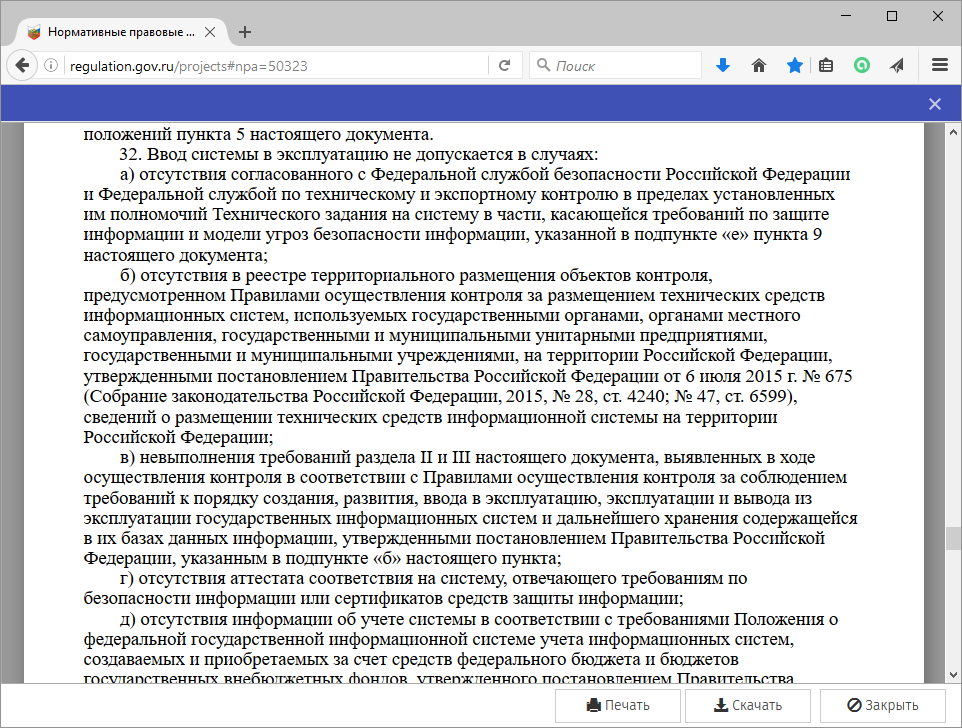 Нормативные правовые ...
regulation.gov.ru/projects#npa=50323
Поиск
положений пункта 5 настоящего документа.
32. Ввод системы в эксплуатацию не допускается в случаях:
а) отсутствия согласованного с Федеральной службой безопасности Российской Федерации
и Федеральной службой по техническому и экспортному контролю в пределах установленных
им полномочий Технического задания на систему в части, касающейся требований по защите
информации и модели угроз безопасности информации, указанной в подпункте «е» пункта 9
настоящего документа;
б) отсутствия в реестре территориального размещения объектов контроля,
предусмотренном Правилами осуществления контроля за размещением технических средств
информационных систем, используемых государственными органами, органами местного
самоуправления, государственными и муниципальными унитарными предприятиями,
государственными и муниципальными учреждениями, на территории Российской Федерации,
утвержденными постановлением Правительства Российской Федерации от 6 июля 2015 г. № 675
(Собрание законодательства Российской Федерации, 2015, № 28, ст. 4240; № 47, ст. 6599),
сведений о размещении технических средств информационной системы на территории
Российской Федерации;
в) невыполнения требований раздела II и III настоящего документа, выявленных в ходе
осуществления контроля в соответствии с Правилами осуществления контроля за соблюдением
требований к порядку создания, развития, ввода в эксплуатацию, эксплуатации и вывода из
эксплуатации государственных информационных систем и дальнейшего хранения содержащейся
в их базах данных информации, утвержденными постановлением Правительства Российской
Федерации, указанным в подпункте «б» настоящего пункта;
г) отсутствия аттестата соответствия на систему, отвечающего требованиям по
безопасности информации или сертификатов средств защиты информации;
д) отсутствия информации об учете системы в соответствии с требованиями Положения о
федеральной государственной информационной системе учета информационных систем,
создаваемых и приобретаемых за счет средств федерального бюджета и бюджетов
государственных внебюджетных фондов, утвержденного постановлением Правительства
Печать
Скачать
Закрыть